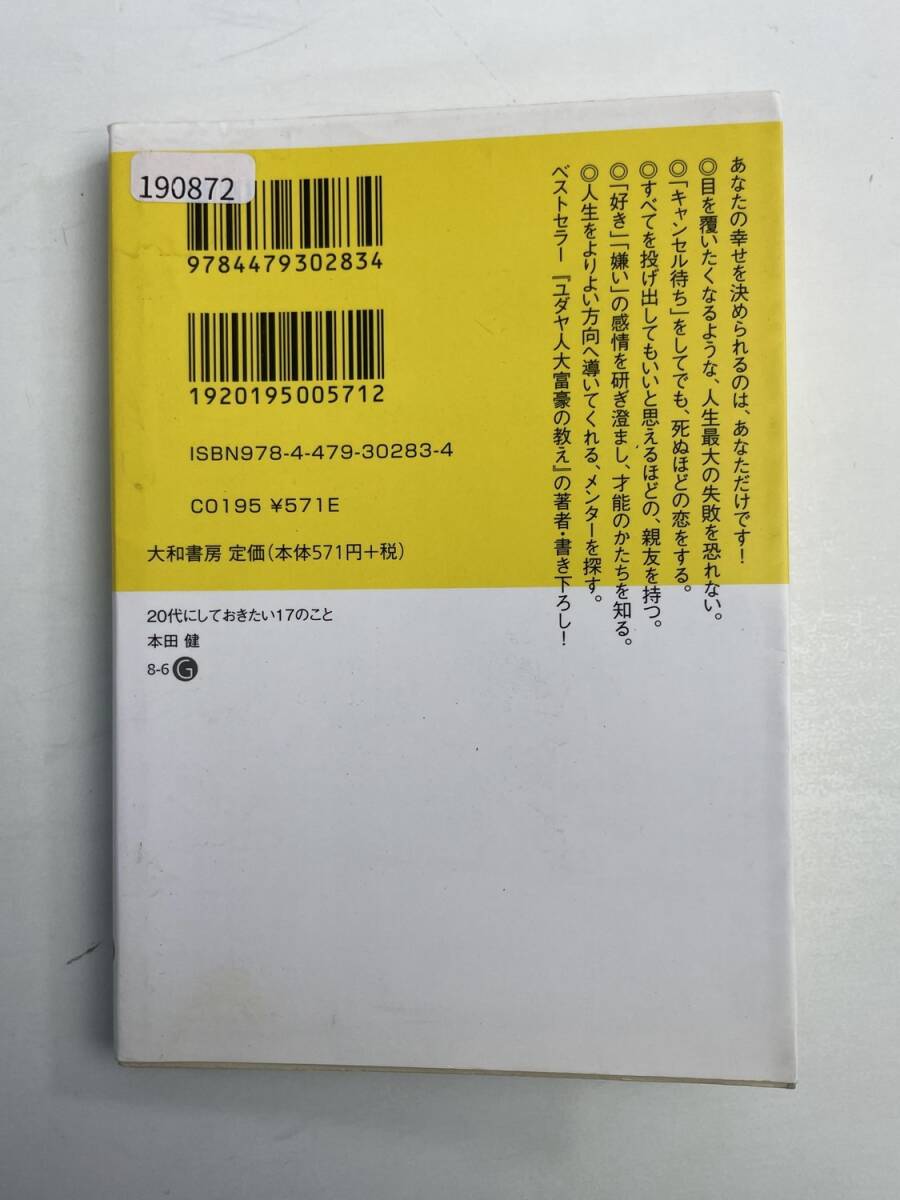 190872
9784479302834
1920195005712
ISBN978-4-479-30283-4
C0195 ¥571E
大和書房 定価(本体571円+税)
20代にしておきたい17のこと
本田 健
8-6 G
あなたの幸せを決められるのは、あなただけです!
◎目を覆いたくなるような、人生最大の失敗を恐れない。
◎「キャンセル待ち」をしてでも、死ぬほどの恋をする。
◎すべてを投げ出してもいいと思えるほどの、親友を持つ。
◎「好き」「嫌い」の感情を研ぎ澄まし、才能のかたちを知る。
◎人生をよりよい方向へ導いてくれる、メンターを探す。
ベストセラー『ユダヤ人大富豪の教え』の著者・書き下ろし!